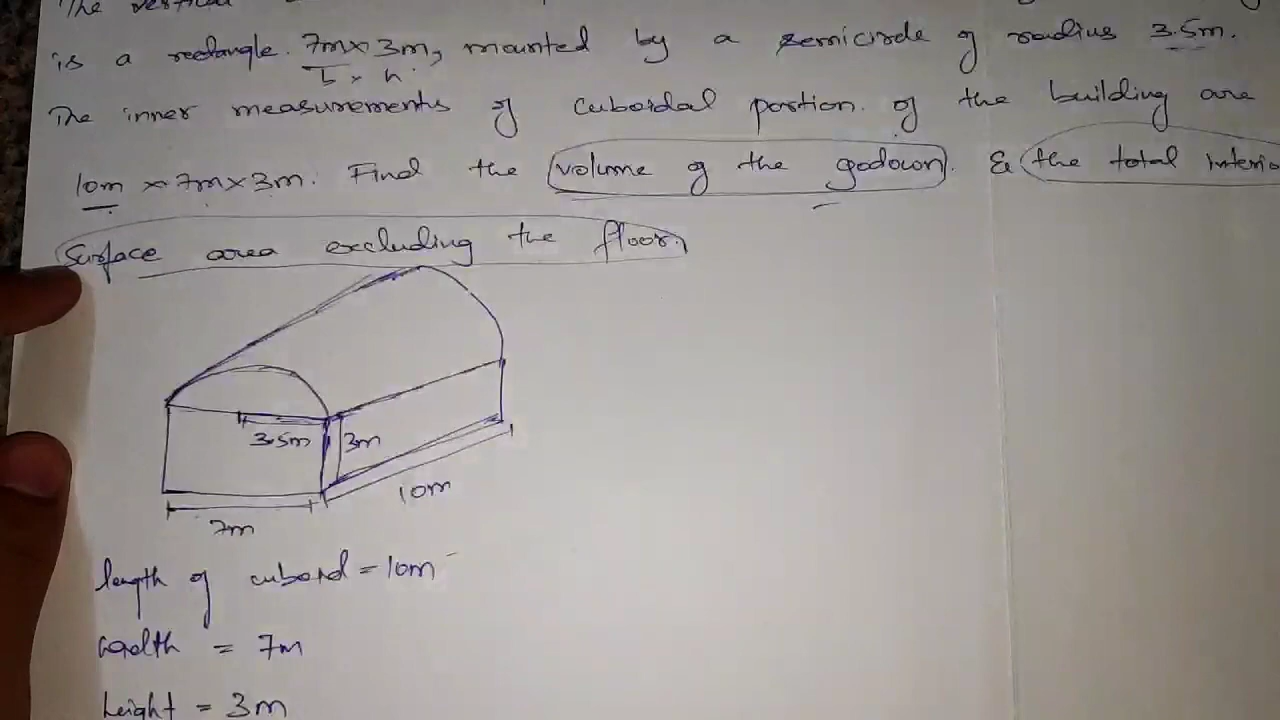 The vertical
is a rectangle. 7m×3m, mounted by a semicircle of radius 3.5m.
b × h.
The inner measurements of cuboidal portion of the building are
10m × 7m × 3m. Find the volume of the godown. & the total interio
surface area excluding the floor.
3.5m
3m
10m
7m
length of cuboid = 10m
width = 7m
height = 3m